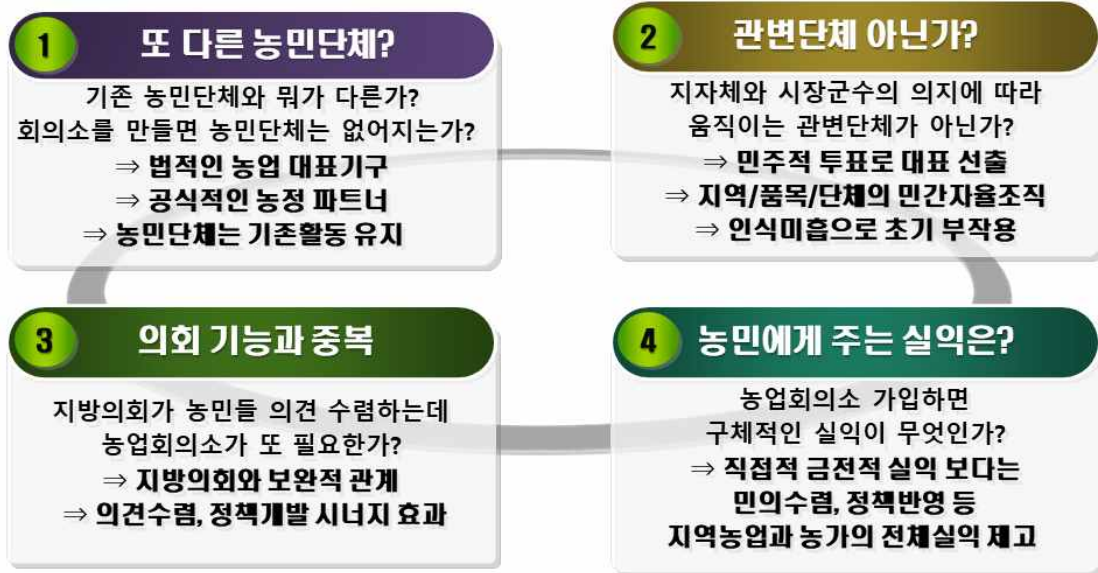 1 또 다른 농민단체?
기존 농민단체와 뭐가 다른가?
회의소를 만들면 농민단체는 없어지는가?
⇒ 법적인 농업 대표기구
⇒ 공식적인 농정 파트너
⇒ 농민단체는 기존활동 유지
2 관변단체 아닌가?
지자체와 시장군수의 의지에 따라
움직이는 관변단체가 아닌가?
⇒ 민주적 투표로 대표 선출
⇒ 지역/품목/단체의 민간자율조직
⇒ 인식미흡으로 초기 부작용
3 의회 기능과 중복
지방의회가 농민들 의견 수렴하는데
농업회의소가 또 필요한가?
⇒ 지방의회와 보완적 관계
⇒ 의견수렴, 정책개발 시너지 효과
4 농민에게 주는 실익은?
농업회의소 가입하면
구체적인 실익이 무엇인가?
⇒ 직접적 금전적 실익 보다는
민의수렴, 정책반영 등
지역농업과 농가의 전체실익 제고